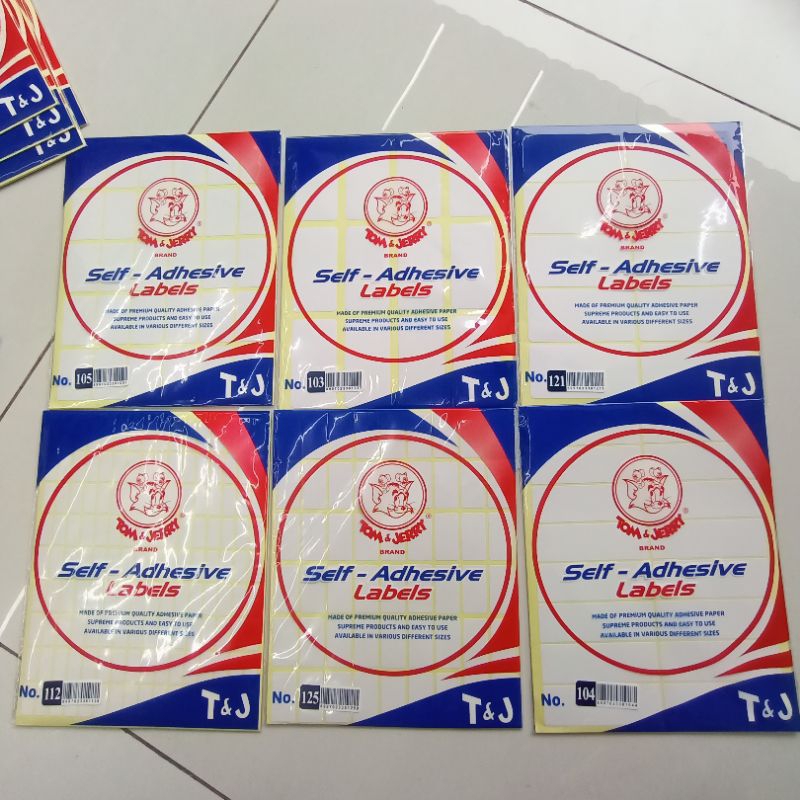 T&J
T&J
T&J
TOM & JERRY ®
BRAND
Self - Adhesive
Labels
MADE OF PREMIUM QUALITY ADHESIVE PAPER
SUPREME PRODUCTS AND EASY TO USE
AVAILABLE IN VARIOUS DIFFERENT SIZES
No. 105
T&J
TOM & JERRY ®
BRAND
Self - Adhesive
Labels
MADE OF PREMIUM QUALITY ADHESIVE PAPER
SUPREME PRODUCTS AND EASY TO USE
AVAILABLE IN VARIOUS DIFFERENT SIZES
No. 103
T&J
TOM & JERRY ®
BRAND
Self - Adhesive
Labels
MADE OF PREMIUM QUALITY ADHESIVE PAPER
SUPREME PRODUCTS AND EASY TO USE
AVAILABLE IN VARIOUS DIFFERENT SIZES
No. 121
T&J
TOM & JERRY ®
BRAND
Self - Adhesive
Labels
MADE OF PREMIUM QUALITY ADHESIVE PAPER
SUPREME PRODUCTS AND EASY TO USE
AVAILABLE IN VARIOUS DIFFERENT SIZES
No. 112
T&J
TOM & JERRY ®
BRAND
Self - Adhesive
Labels
MADE OF PREMIUM QUALITY ADHESIVE PAPER
SUPREME PRODUCTS AND EASY TO USE
AVAILABLE IN VARIOUS DIFFERENT SIZES
No. 125
T&J
TOM & JERRY ®
BRAND
Self - Adhesive
Labels
MADE OF PREMIUM QUALITY ADHESIVE PAPER
SUPREME PRODUCTS AND EASY TO USE
AVAILABLE IN VARIOUS DIFFERENT SIZES
No. 104
T&J